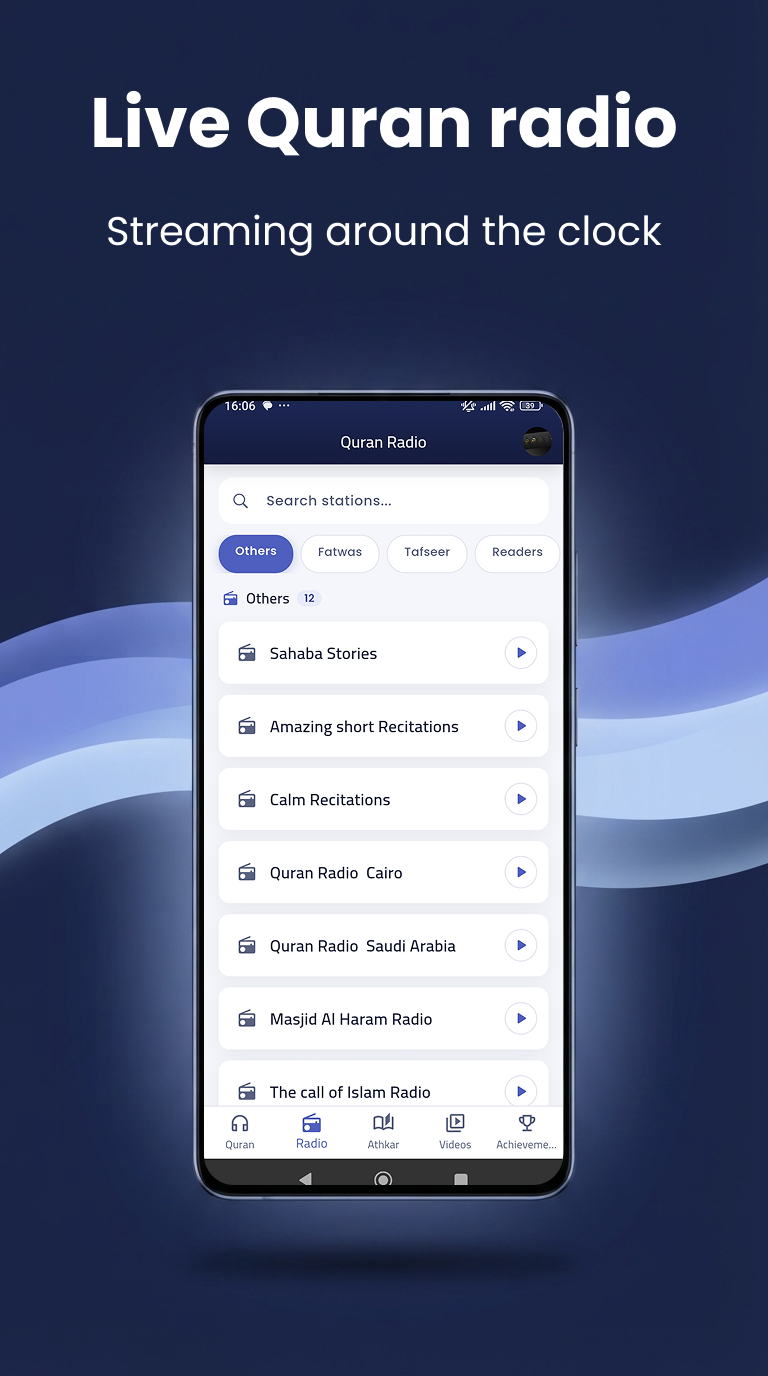 Live Quran radio
Streaming around the clock
16:06 ··· 39
Quran Radio
Search stations...
Others Fatwas Tafseer Readers
Others 12
Sahaba Stories
Amazing short Recitations
Calm Recitations
Quran Radio  Cairo
Quran Radio  Saudi Arabia
Masjid Al Haram Radio
The call of Islam Radio
Quran Radio Athkar Videos Achieveme...